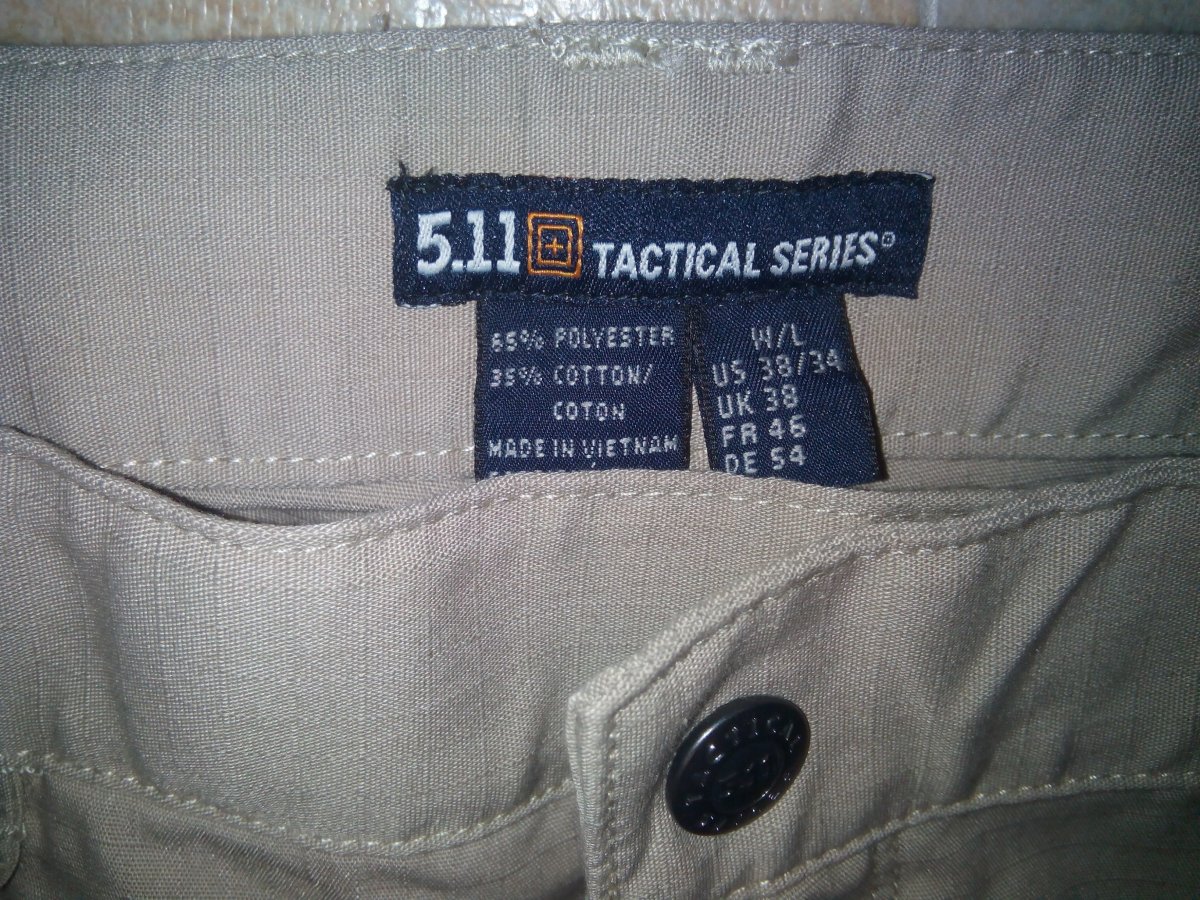 5.11 TACTICAL SERIES®
65% POLYESTER
35% COTTON/
COTON
MADE IN VIETNAM
W/L
US 38/34
UK 38
FR 46
DE 54
TACTICAL